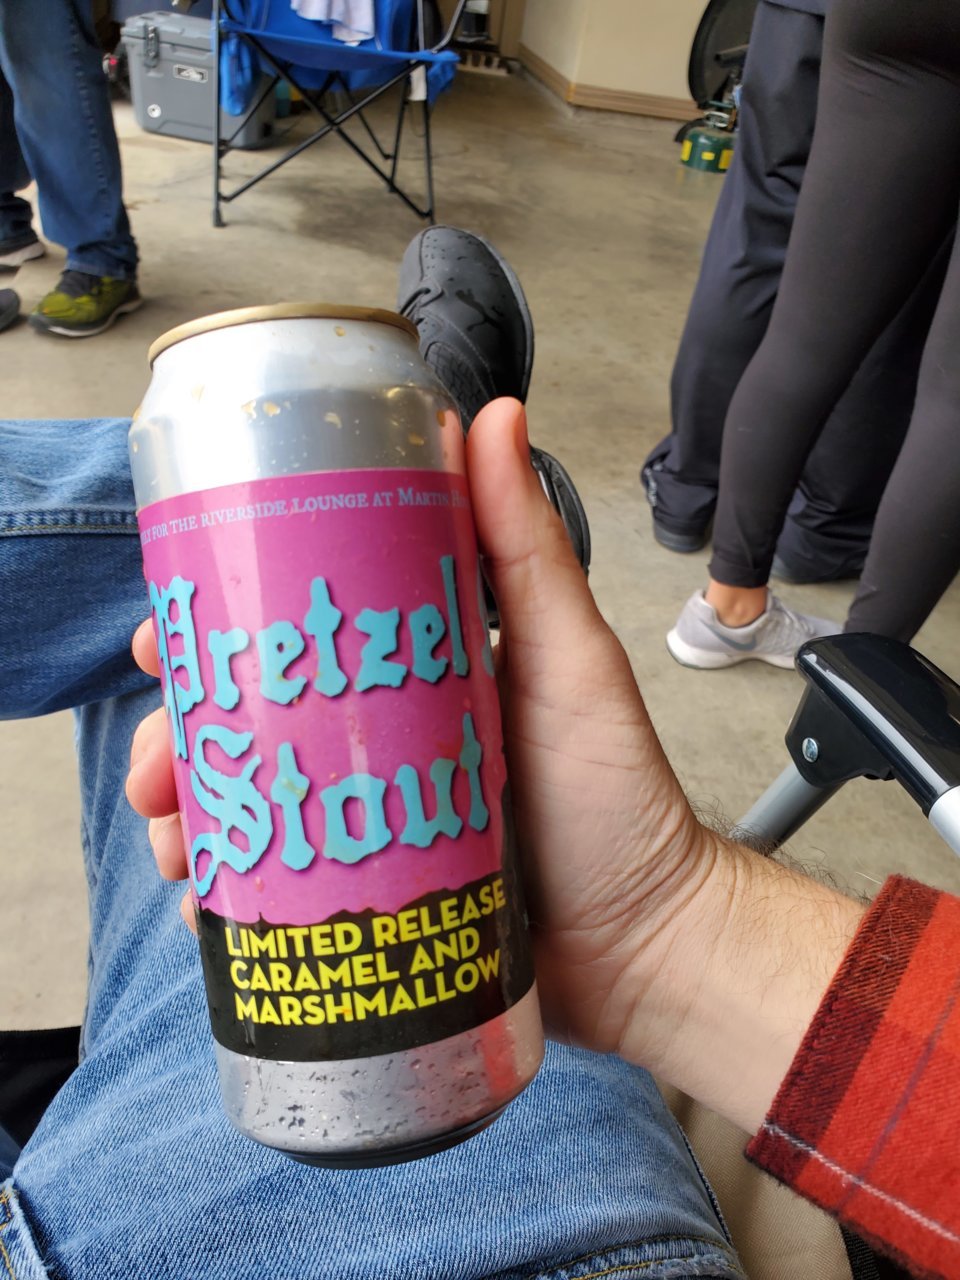 FOR THE RIVERSIDE LOUNGE AT MARTIN
Pretzel
Stout
LIMITED RELEASE
CARAMEL AND
MARSHMALLOW